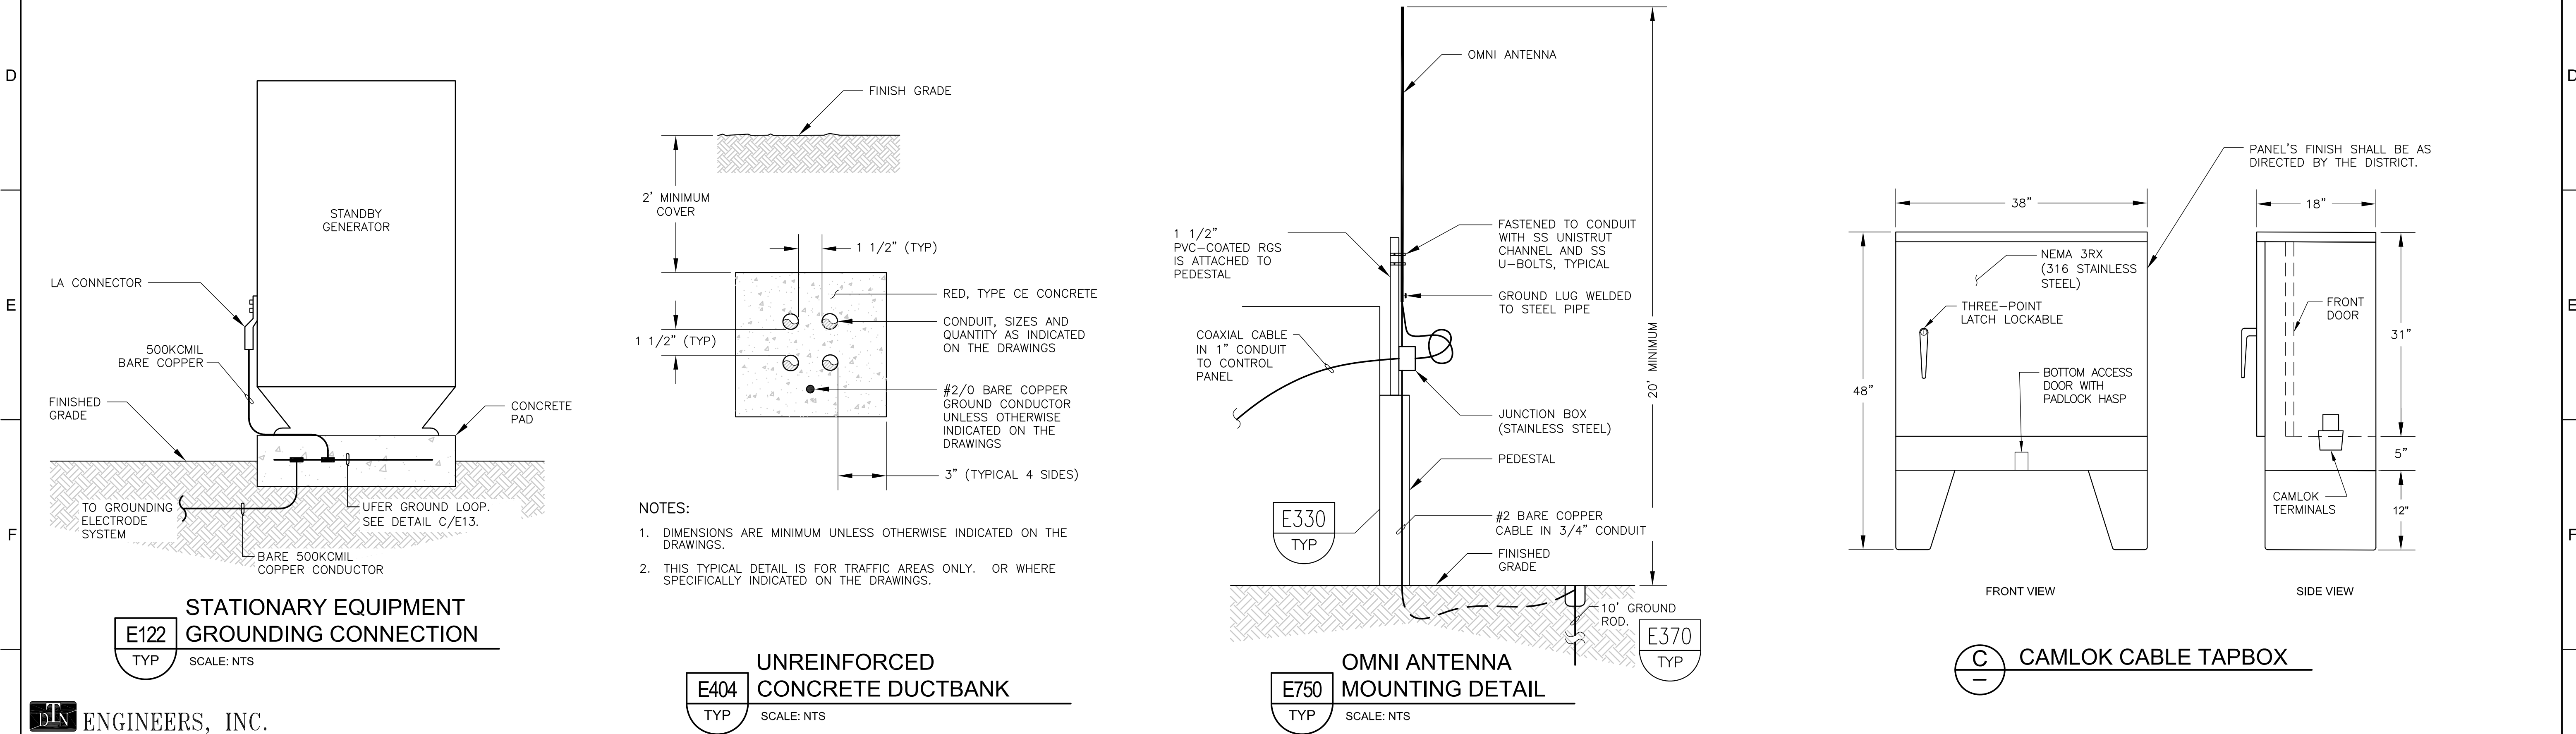 D
E
F
STANDBY
GENERATOR
LA CONNECTOR
500KCMIL
BARE COPPER
FINISHED
GRADE
CONCRETE
PAD
TO GROUNDING
ELECTRODE
SYSTEM
UFER GROUND LOOP.
SEE DETAIL C/E13.
BARE 500KCMIL
COPPER CONDUCTOR
E122
TYP
STATIONARY EQUIPMENT
GROUNDING CONNECTION
SCALE: NTS
DTN ENGINEERS, INC.
FINISH GRADE
2' MINIMUM
COVER
1 1/2" (TYP)
RED, TYPE CE CONCRETE
CONDUIT, SIZES AND
QUANTITY AS INDICATED
ON THE DRAWINGS
1 1/2" (TYP)
#2/0 BARE COPPER
GROUND CONDUCTOR
UNLESS OTHERWISE
INDICATED ON THE
DRAWINGS
3" (TYPICAL 4 SIDES)
NOTES:
1. DIMENSIONS ARE MINIMUM UNLESS OTHERWISE INDICATED ON THE
DRAWINGS.
2. THIS TYPICAL DETAIL IS FOR TRAFFIC AREAS ONLY. OR WHERE
SPECIFICALLY INDICATED ON THE DRAWINGS.
E404
TYP
UNREINFORCED
CONCRETE DUCTBANK
SCALE: NTS
OMNI ANTENNA
1 1/2"
PVC-COATED RGS
IS ATTACHED TO
PEDESTAL
FASTENED TO CONDUIT
WITH SS UNISTRUT
CHANNEL AND SS
U-BOLTS, TYPICAL
GROUND LUG WELDED
TO STEEL PIPE
COAXIAL CABLE
IN 1" CONDUIT
TO CONTROL
PANEL
20' MINIMUM
JUNCTION BOX
(STAINLESS STEEL)
PEDESTAL
E330
TYP
#2 BARE COPPER
CABLE IN 3/4" CONDUIT
FINISHED
GRADE
10' GROUND
ROD.
E370
TYP
E750
TYP
OMNI ANTENNA
MOUNTING DETAIL
SCALE: NTS
PANEL'S FINISH SHALL BE AS
DIRECTED BY THE DISTRICT.
38"
18"
NEMA 3RX
(316 STAINLESS
STEEL)
THREE-POINT
LATCH LOCKABLE
FRONT
DOOR
31"
48"
BOTTOM ACCESS
DOOR WITH
PADLOCK HASP
5"
CAMLOK
TERMINALS
12"
FRONT VIEW
SIDE VIEW
C
–
CAMLOK CABLE TAPBOX
D
E
F